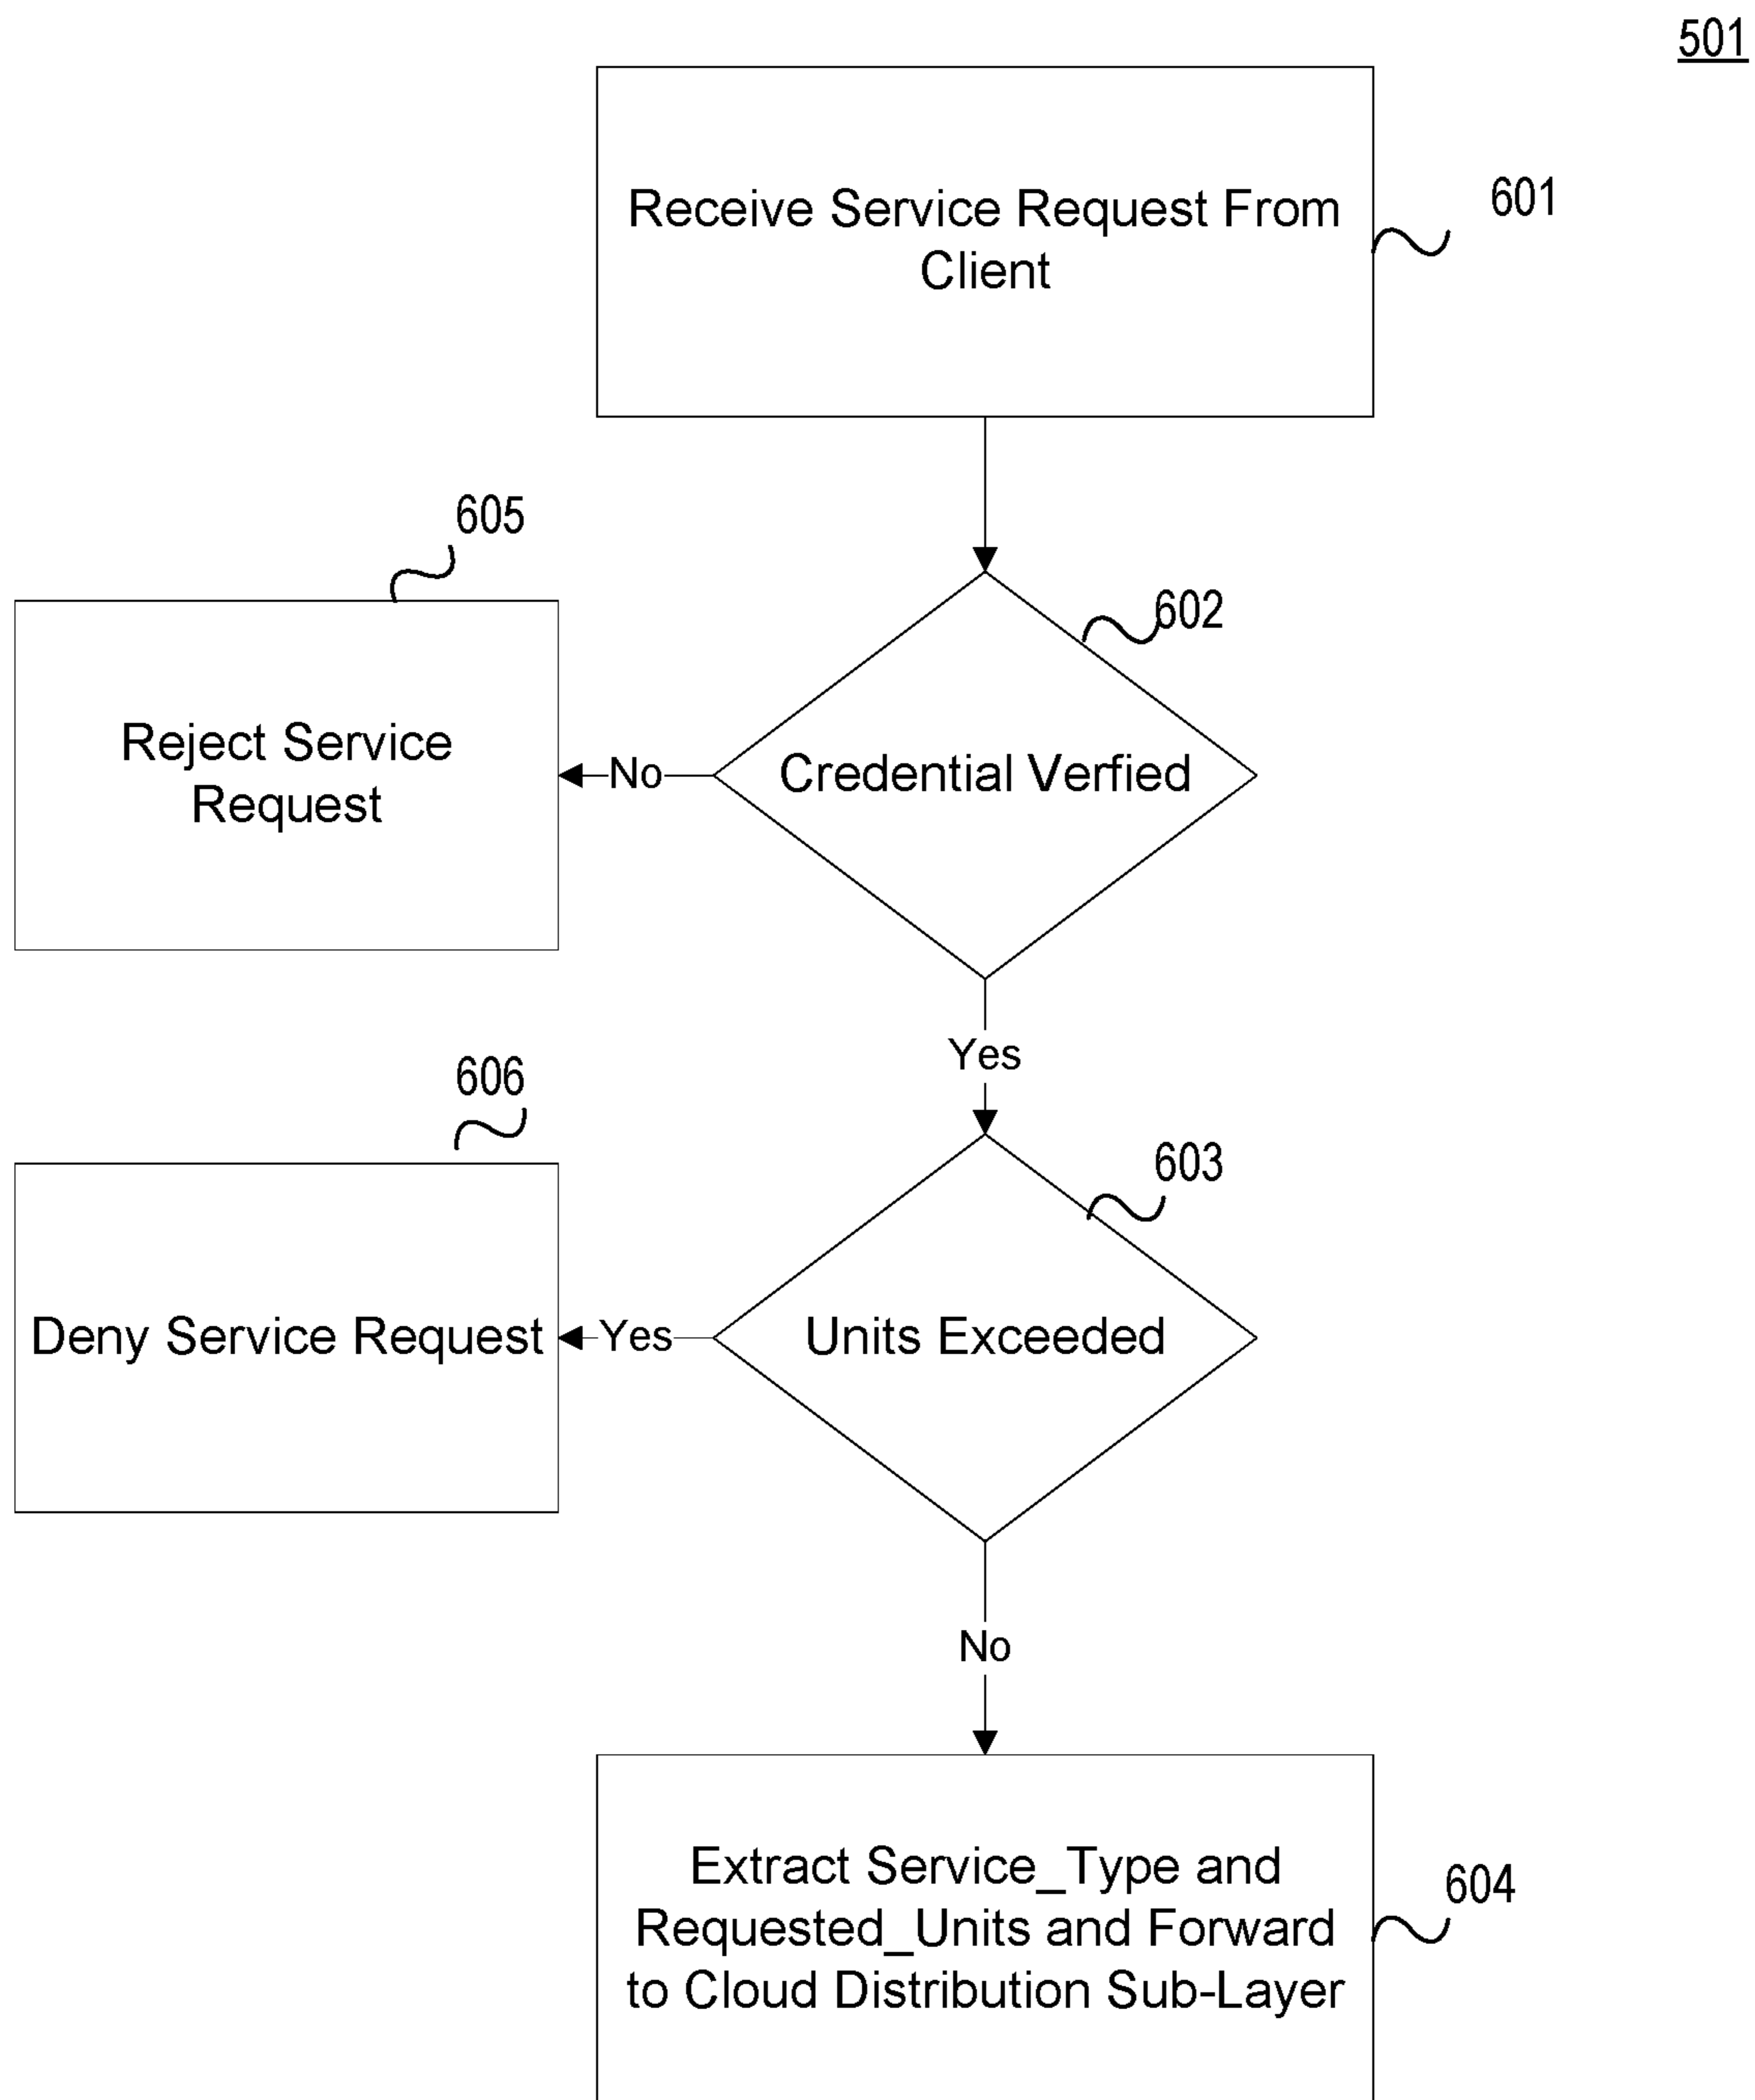 501
Receive Service Request From
Client
601
605
602
Reject Service
Request
No
Credential Verfied
Yes
606
603
Deny Service Request
Yes
Units Exceeded
No
Extract Service_Type and
Requested_Units and Forward
to Cloud Distribution Sub-Layer
604